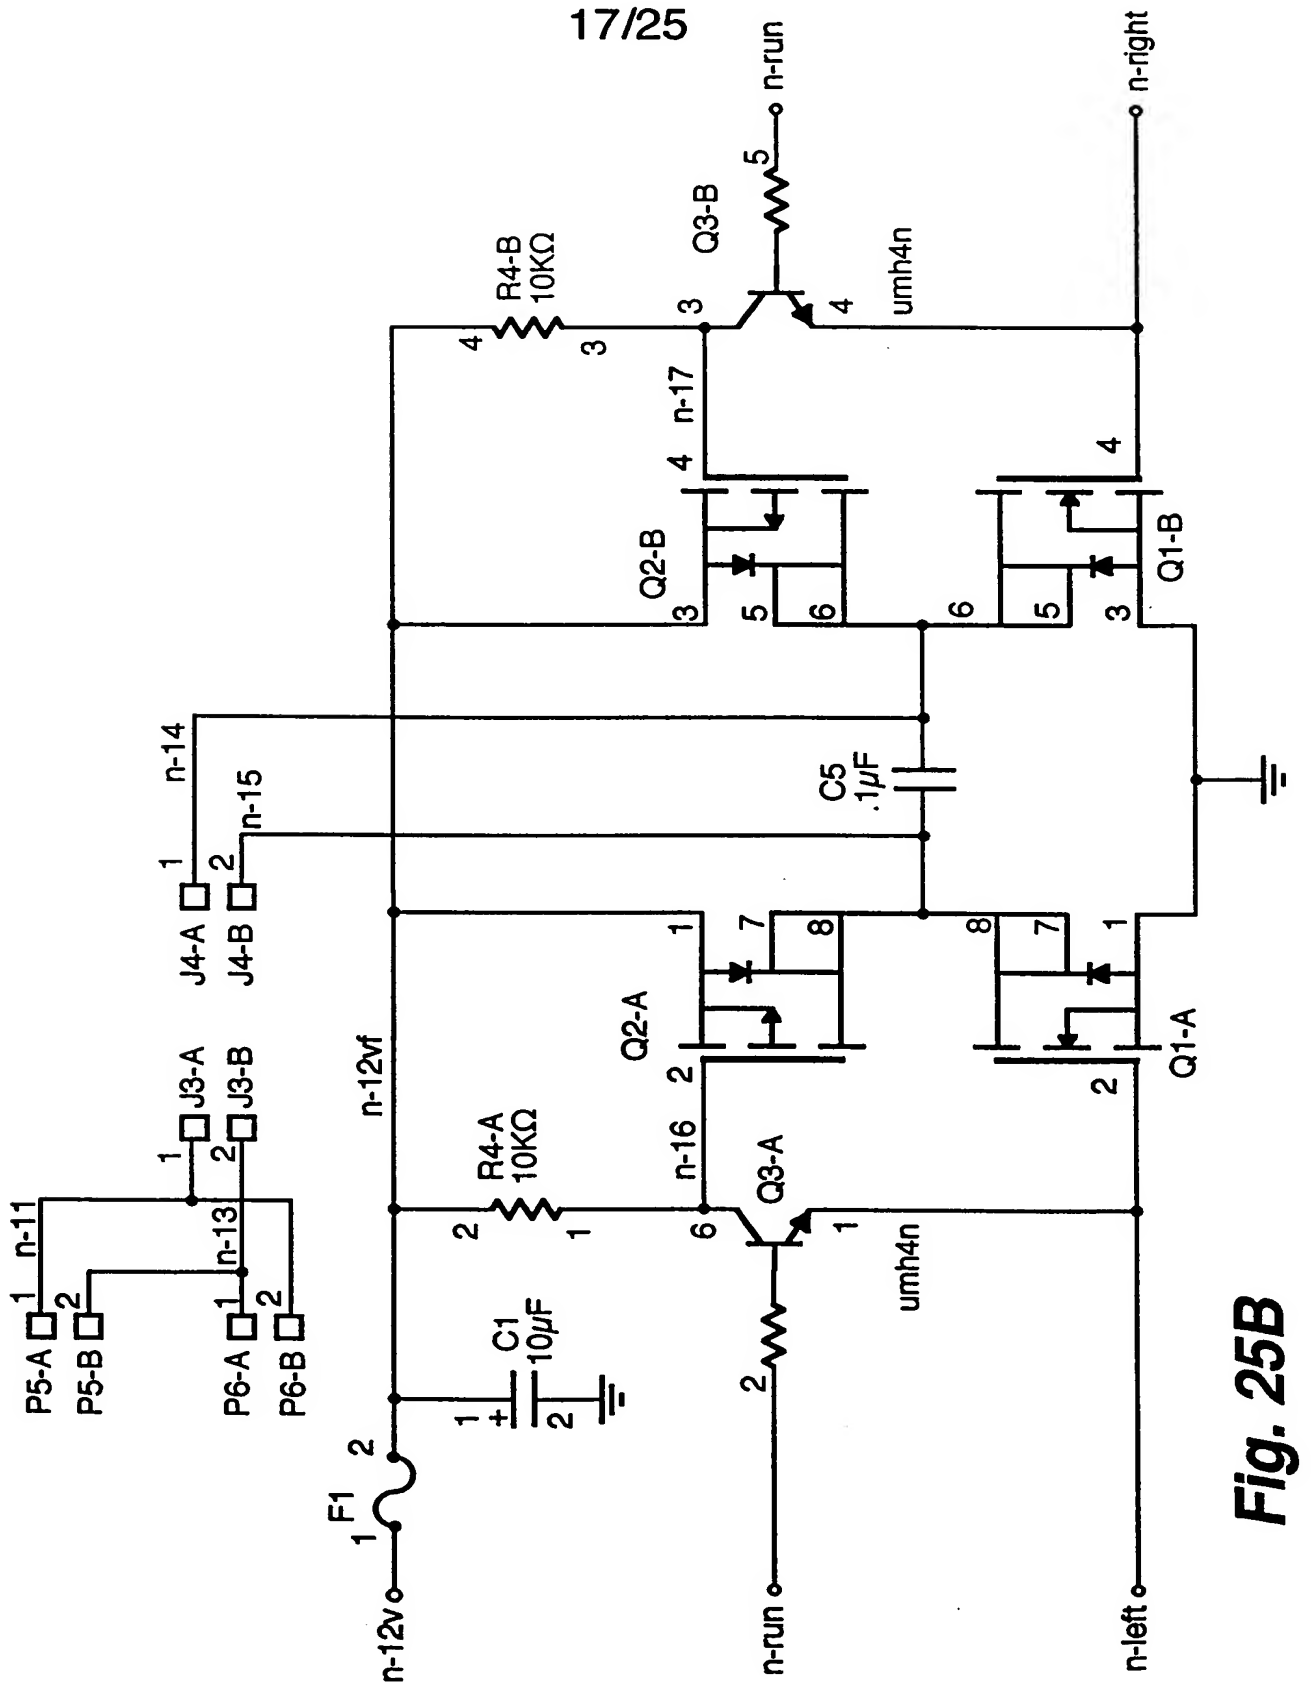 17/25
P5-A
1
n-11
P5-B
2
P6-A
1
n-13
P6-B
2
1
J3-A
2
J3-B
J4-A
1
n-14
J4-B
2
n-15
n-12v
1
F1
2
n-12vf
1
+
C1
10µF
2
2
R4-A
10KΩ
1
4
R4-B
10KΩ
3
n-16
2
Q2-A
1
7
8
6
Q3-A
1
umh4n
n-run
2
C5
.1µF
3
Q2-B
4
n-17
5
6
3
Q3-B
5
n-run
4
umh4n
n-left
2
Q1-A
8
7
1
6
5
3
Q1-B
4
n-right
Fig. 25B